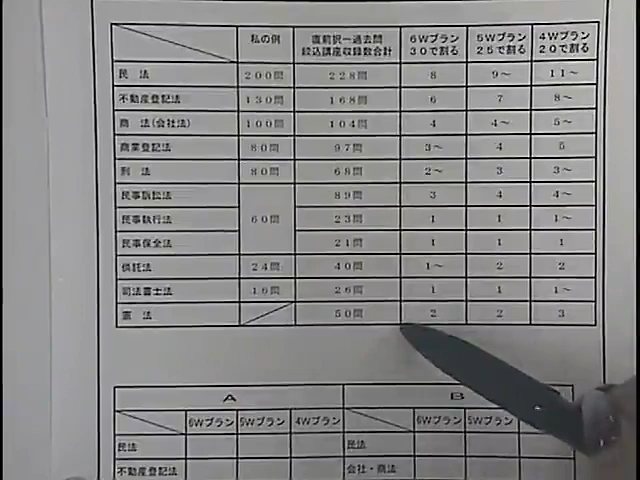 私の例 直前択一過去問 絞込講座収録数合計 6Wプラン 30で割る 5Wプラン 25で割る 4Wプラン 20で割る
民 法 200問 228問 8 9～ 11～
不動産登記法 130問 168問 6 7 8～
商 法(会社法) 100問 104問 4 4～ 5～
商業登記法 80問 97問 3～ 4 5
刑 法 80問 68問 2～ 3 3～
民事訴訟法 89問 3 4 4～
民事執行法 60問 23問 1 1 1～
民事保全法 21問 1 1 1
供託法 24問 40問 1～ 2 2
司法書士法 16問 26問 1 1 1～
憲 法 50問 2 2 3
A B
6Wプラン 5Wプラン 4Wプラン 6Wプラン 5Wプラン
民法 民法
不動産登記法 会社・商法